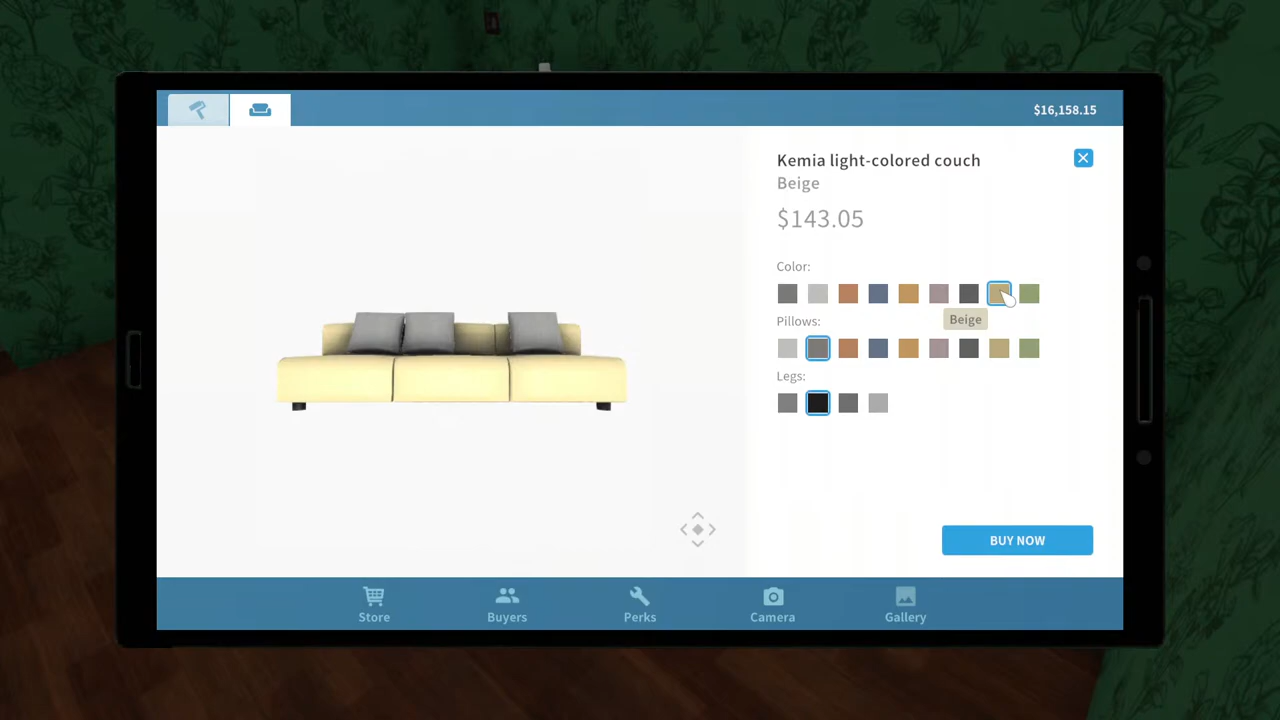 $16,158.15
Kemia light-colored couch
Beige
$143.05
Color:
Beige
Pillows:
Legs:
BUY NOW
Store
Buyers
Perks
Camera
Gallery